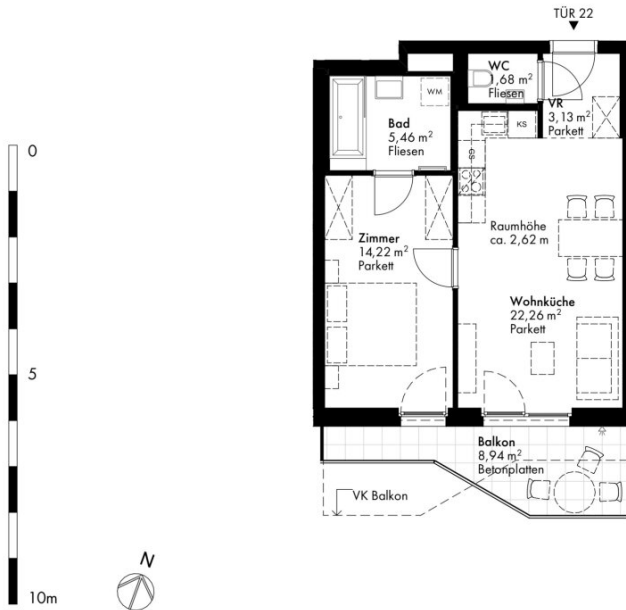 TÜR 22
WC
1,68 m²
Fliesen
VR
3,13 m²
Parkett
WM
Bad
5,46 m²
Fliesen
KS
GS
Zimmer
14,22 m²
Parkett
Raumhöhe
ca. 2,62 m
Wohnküche
22,26 m²
Parkett
Balkon
8,94 m²
Betonplatten
VK Balkon
0
5
10m
N